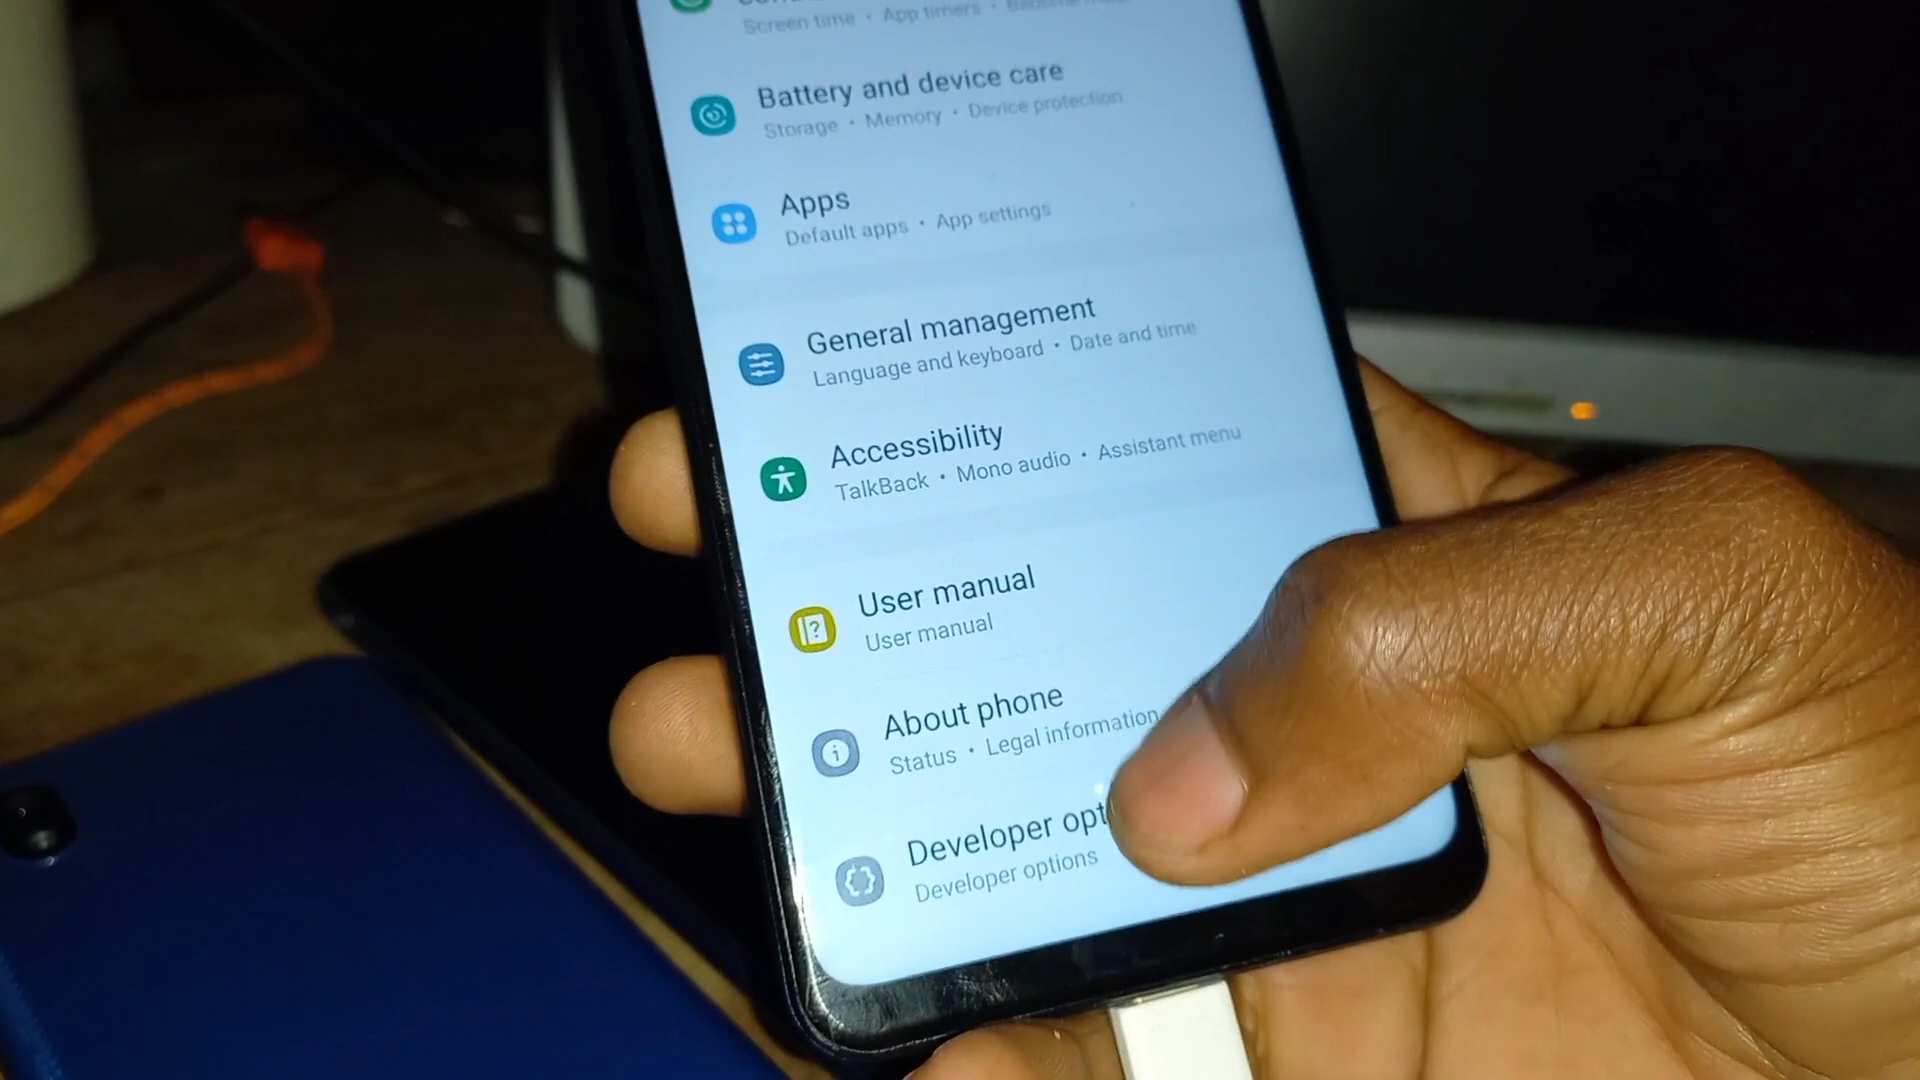 Screen time • App timers •
Battery and device care
Storage • Memory • Device protection
Apps
Default apps • App settings
General management
Language and keyboard • Date and time
Accessibility
TalkBack • Mono audio • Assistant menu
User manual
User manual
About phone
Status • Legal information
Developer opt
Developer options